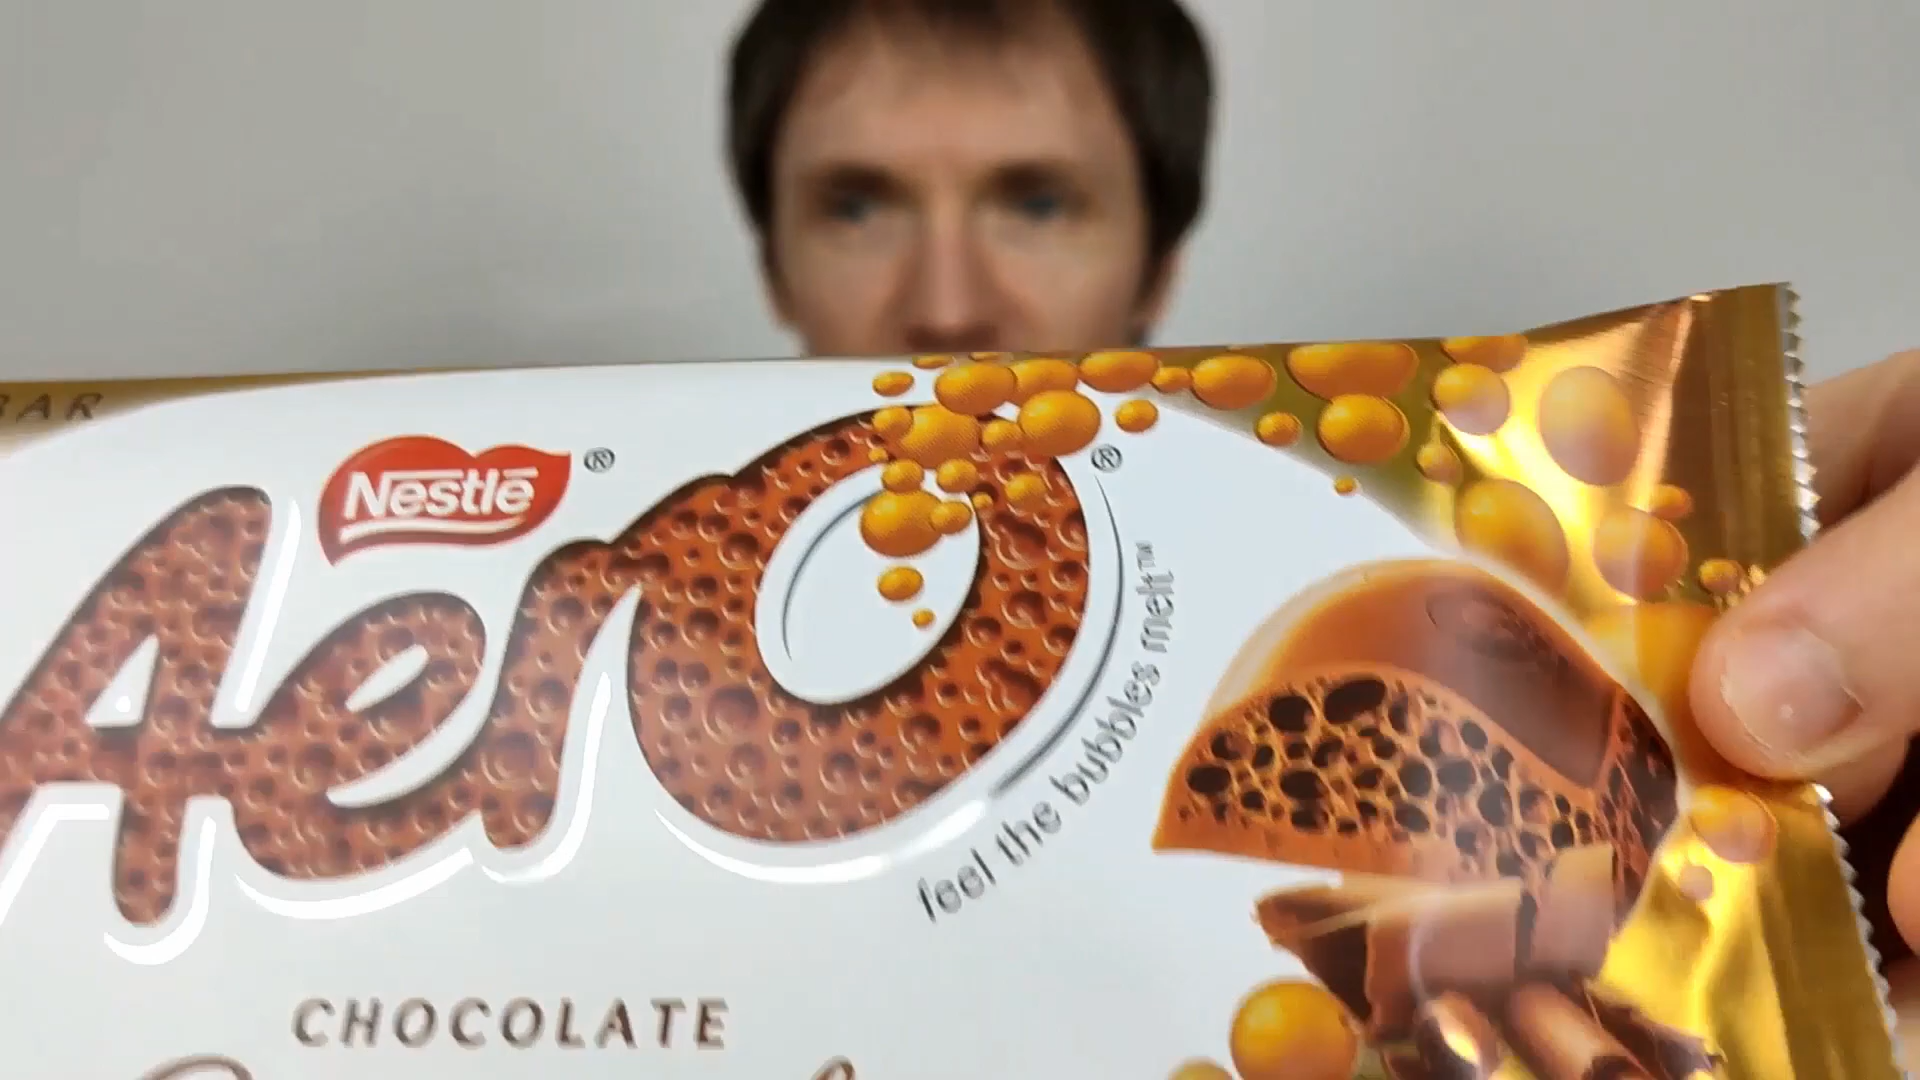 BAR
Nestlé ®
Aero ®
feel the bubbles melt™
CHOCOLATE